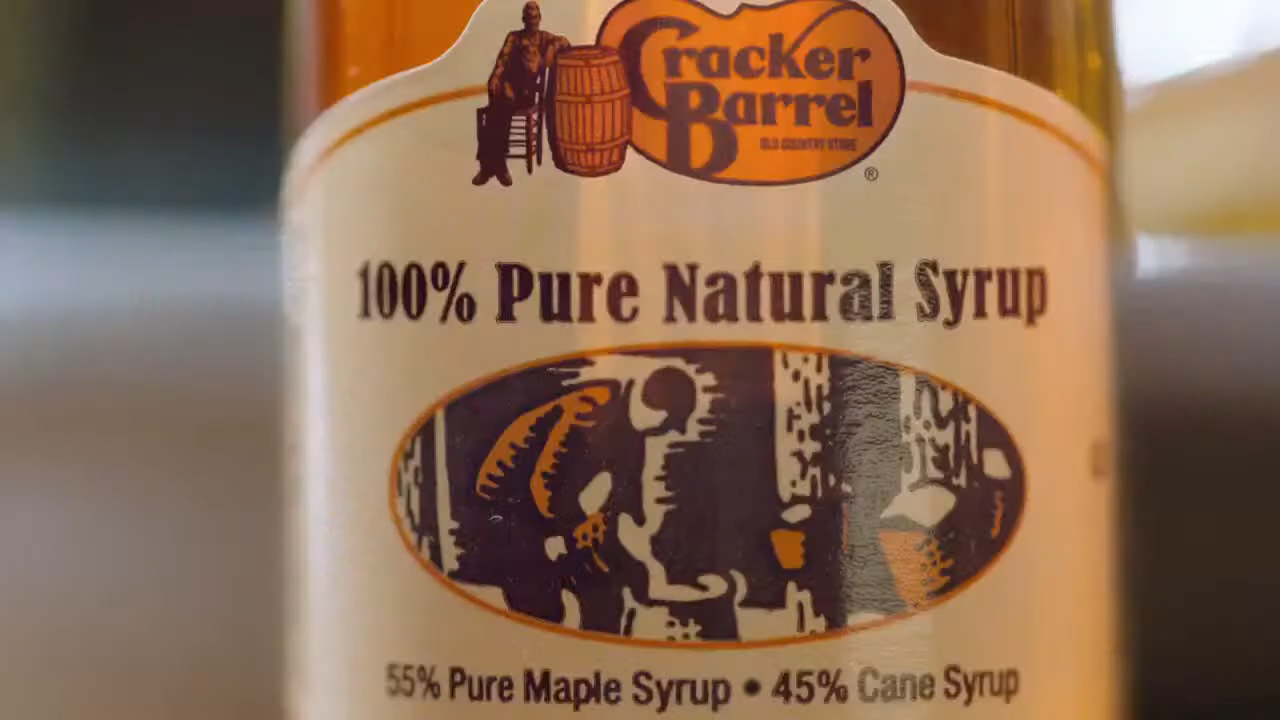 Cracker
Barrel
OLD COUNTRY STORE
®
100% Pure Natural Syrup
55% Pure Maple Syrup • 45% Cane Syrup